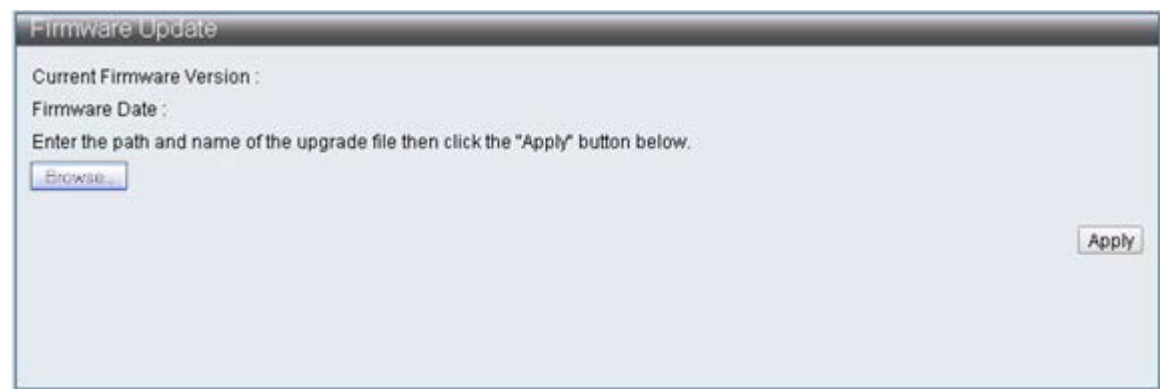 Firmware Update
Current Firmware Version :
Firmware Date :
Enter the path and name of the upgrade file then click the "Apply" button below.
Browse...
Apply